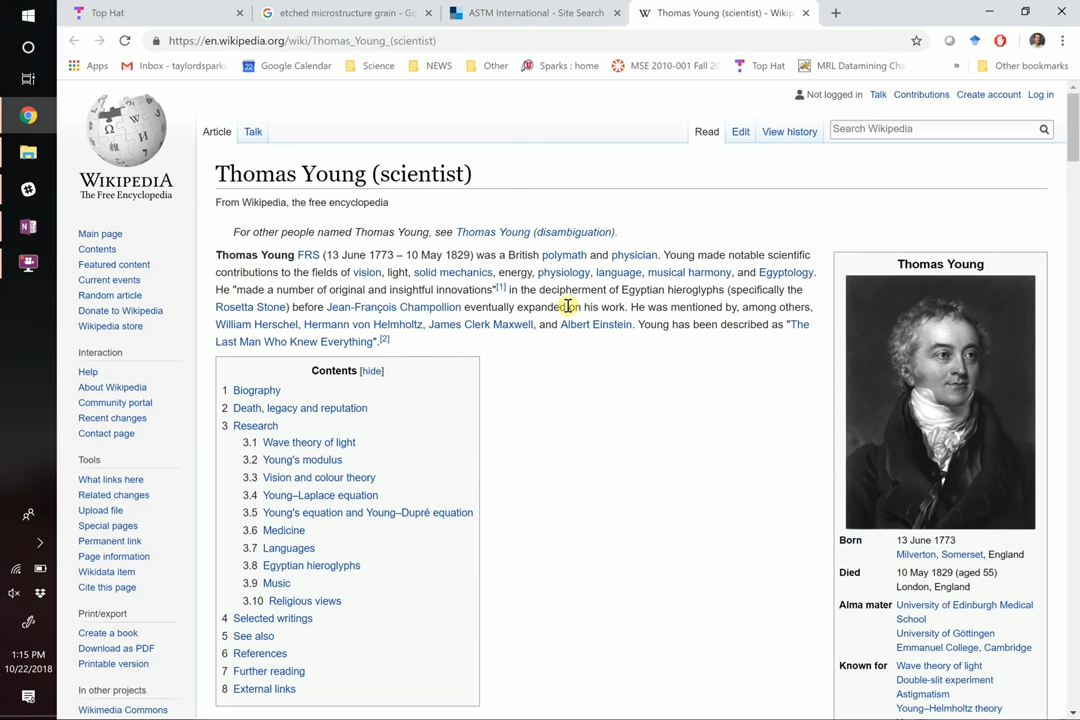 Top Hat
etched microstructure grain - Go
ASTM International - Site Search
Thomas Young (scientist) - Wikip
https://en.wikipedia.org/wiki/Thomas_Young_(scientist)
Apps
Inbox - taylordsparks
Google Calendar
Science
NEWS
Other
Sparks : home
MSE 2010-001 Fall 20
Top Hat
MRL Datamining Cha
»
Other bookmarks
Not logged in Talk Contributions Create account Log in
Article Talk
Read Edit View history
Search Wikipedia
WIKIPEDIA
The Free Encyclopedia
Main page
Contents
Featured content
Current events
Random article
Donate to Wikipedia
Wikipedia store
Interaction
Help
About Wikipedia
Community portal
Recent changes
Contact page
Tools
What links here
Related changes
Upload file
Special pages
Permanent link
Page information
Wikidata item
Cite this page
Print/export
Create a book
Download as PDF
Printable version
In other projects
Wikimedia Commons
Thomas Young (scientist)
From Wikipedia, the free encyclopedia
For other people named Thomas Young, see Thomas Young (disambiguation).
Thomas Young FRS (13 June 1773 – 10 May 1829) was a British polymath and physician. Young made notable scientific
contributions to the fields of vision, light, solid mechanics, energy, physiology, language, musical harmony, and Egyptology.
He "made a number of original and insightful innovations"[1] in the decipherment of Egyptian hieroglyphs (specifically the
Rosetta Stone) before Jean-François Champollion eventually expanded on his work. He was mentioned by, among others,
William Herschel, Hermann von Helmholtz, James Clerk Maxwell, and Albert Einstein. Young has been described as "The
Last Man Who Knew Everything".[2]
Contents [hide]
1 Biography
2 Death, legacy and reputation
3 Research
3.1 Wave theory of light
3.2 Young's modulus
3.3 Vision and colour theory
3.4 Young–Laplace equation
3.5 Young's equation and Young–Dupré equation
3.6 Medicine
3.7 Languages
3.8 Egyptian hieroglyphs
3.9 Music
3.10 Religious views
4 Selected writings
5 See also
6 References
7 Further reading
8 External links
Thomas Young
Born 13 June 1773
Milverton, Somerset, England
Died 10 May 1829 (aged 55)
London, England
Alma mater University of Edinburgh Medical
School
University of Göttingen
Emmanuel College, Cambridge
Known for Wave theory of light
Double-slit experiment
Astigmatism
Young–Helmholtz theory
1:15 PM
10/22/2018